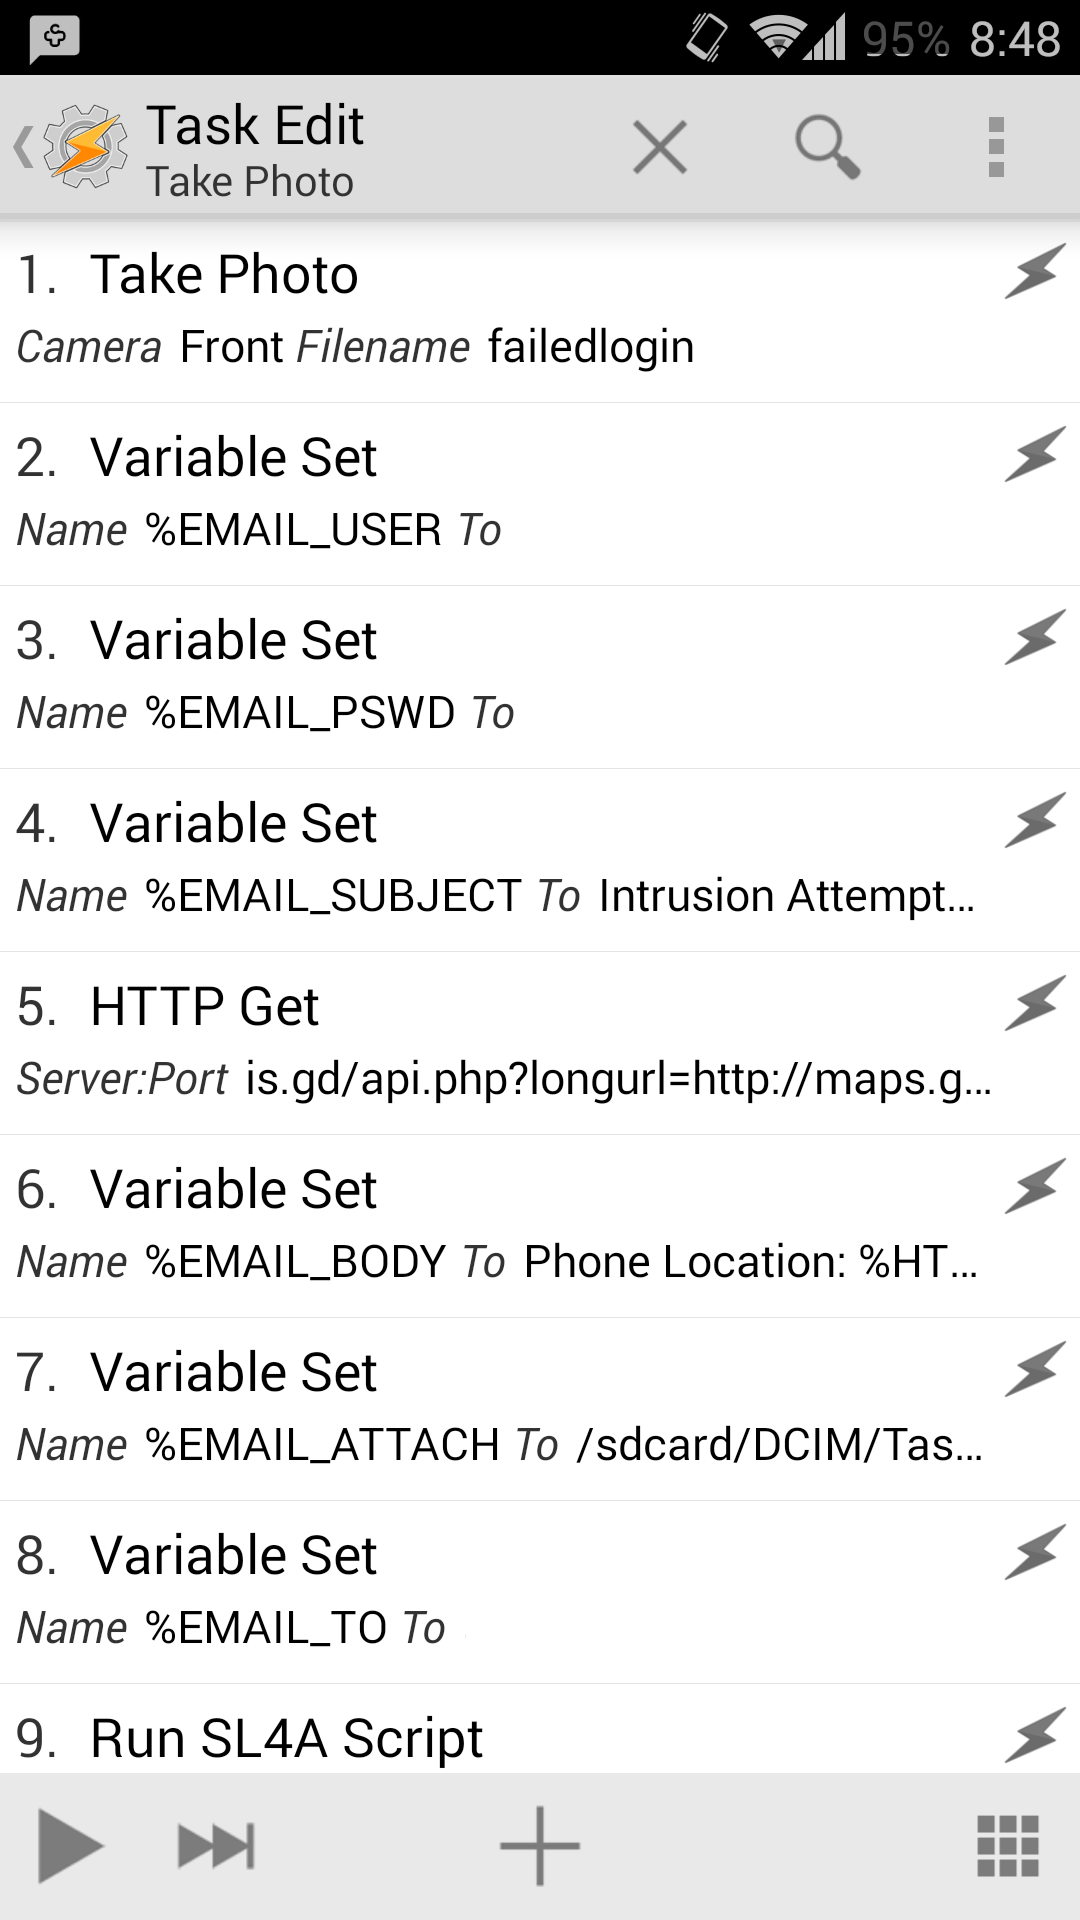 95% 8:48
Task Edit
Take Photo
1. Take Photo
Camera Front Filename failedlogin
2. Variable Set
Name %EMAIL_USER To
3. Variable Set
Name %EMAIL_PSWD To
4. Variable Set
Name %EMAIL_SUBJECT To Intrusion Attempt...
5. HTTP Get
Server:Port is.gd/api.php?longurl=http://maps.g...
6. Variable Set
Name %EMAIL_BODY To Phone Location: %HT...
7. Variable Set
Name %EMAIL_ATTACH To /sdcard/DCIM/Tas...
8. Variable Set
Name %EMAIL_TO To
9. Run SL4A Script